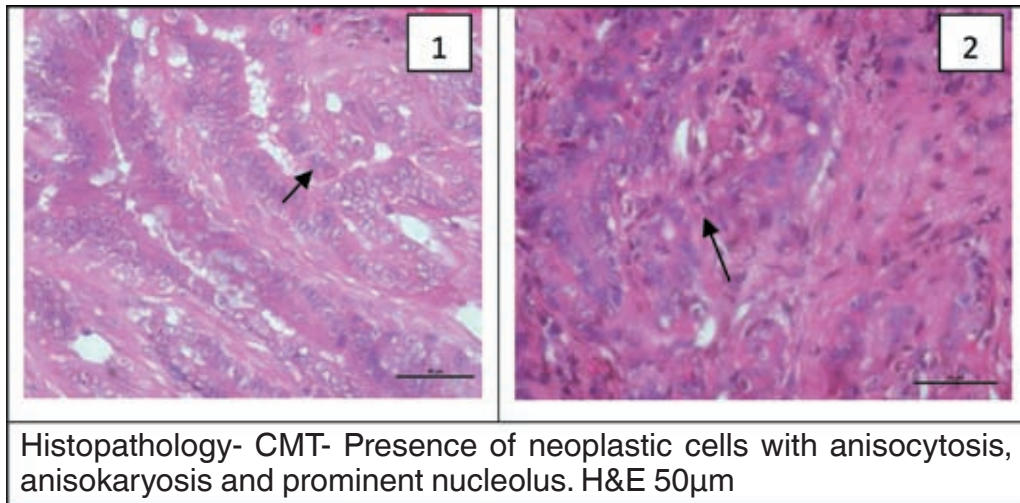 1
2
Histopathology- CMT- Presence of neoplastic cells with anisocytosis,
anisokaryosis and prominent nucleolus. H&E 50µm